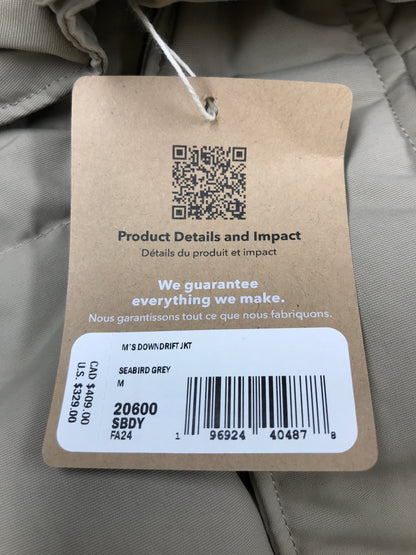 Product Details and Impact
Détails du produit et impact
We guarantee
everything we make.
Nous garantissons tout ce que nous fabriquons.
M'S DOWNDRIFT JKT
SEABIRD GREY
M
CAD $409.00
U.S. $329.00
20600
SBDY
FA24
1 96924 40487 8